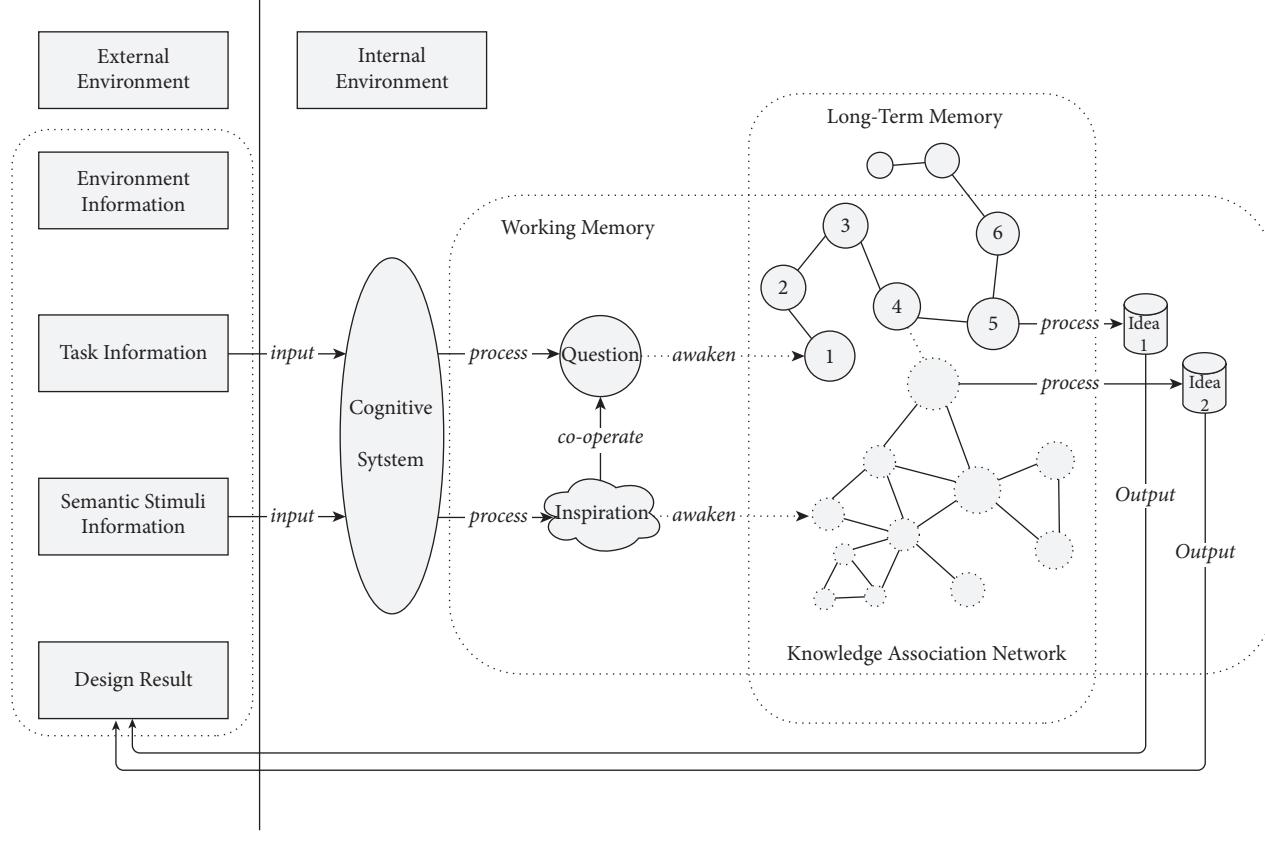 External
Environment
Internal
Environment
Environment
Information
Task Information
Semantic Stimuli
Information
Design Result
input
input
Cognitive
Sytstem
process
process
Working Memory
Question
co-operate
Inspiration
awaken
awaken
Long-Term Memory
3
6
2
4
5
1
Knowledge Association Network
process
process
Idea
1
Idea
2
Output
Output